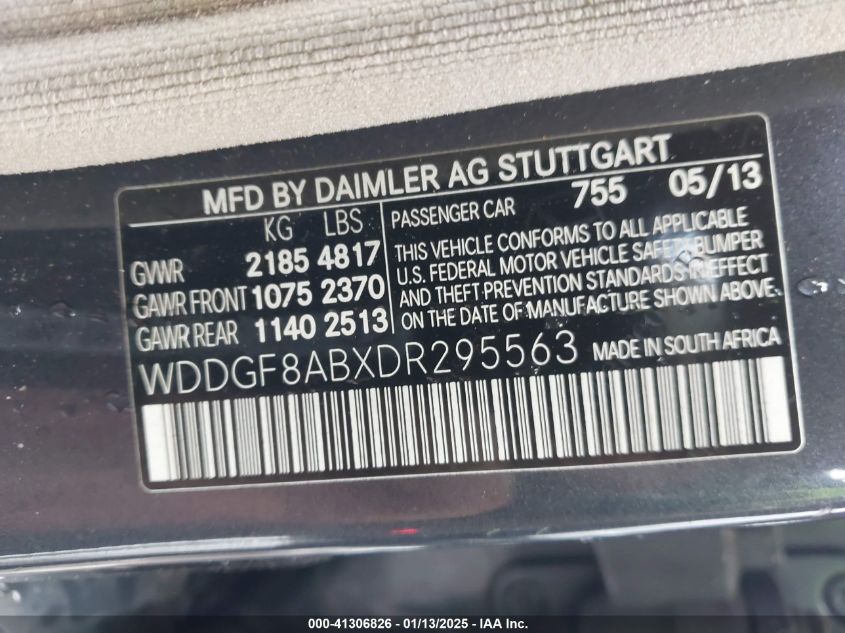 MFD BY DAIMLER AG STUTTGART
KG LBS
GVWR 2185 4817
GAWR FRONT 1075 2370
GAWR REAR 1140 2513
PASSENGER CAR 755 05/13
THIS VEHICLE CONFORMS TO ALL APPLICABLE
U.S. FEDERAL MOTOR VEHICLE SAFETY BUMPER
AND THEFT PREVENTION STANDARDS IN EFFECT
ON THE DATE OF MANUFACTURE SHOWN ABOVE.
WDDGF8ABXDR295563 MADE IN SOUTH AFRICA
000-41306826 - 01/13/2025 - IAA Inc.